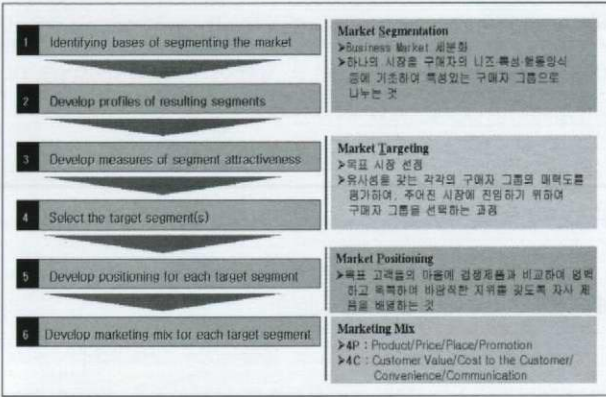 1 Identifying bases of segmenting the market
2 Develop profiles of resulting segments
3 Develop measures of segment attractiveness
4 Select the target segment(s)
5 Develop positioning for each target segment
6 Develop marketing mix for each target segment
Market Segmentation
➢Business Market 세분화
➢하나의 시장을 구매자의 니즈·특성·행동양식
등에 기초하여 특성있는 구매자 그룹으로
나누는 것
Market Targeting
➢목표 시장 선정
➢유사성을 갖는 각각의 구매자 그룹의 매력도를
평가하여, 주어진 시장에 진입하기 위하여
구매자 그룹을 선택하는 과정
Market Positioning
➢목표 고객들의 마음에 경쟁제품과 비교하여 명백
하고 독특하며 바람직한 지위를 갖도록 자사 제
품을 배열하는 것
Marketing Mix
➢4P : Product/Price/Place/Promotion
➢4C : Customer Value/Cost to the Customer/
Convenience/Communication